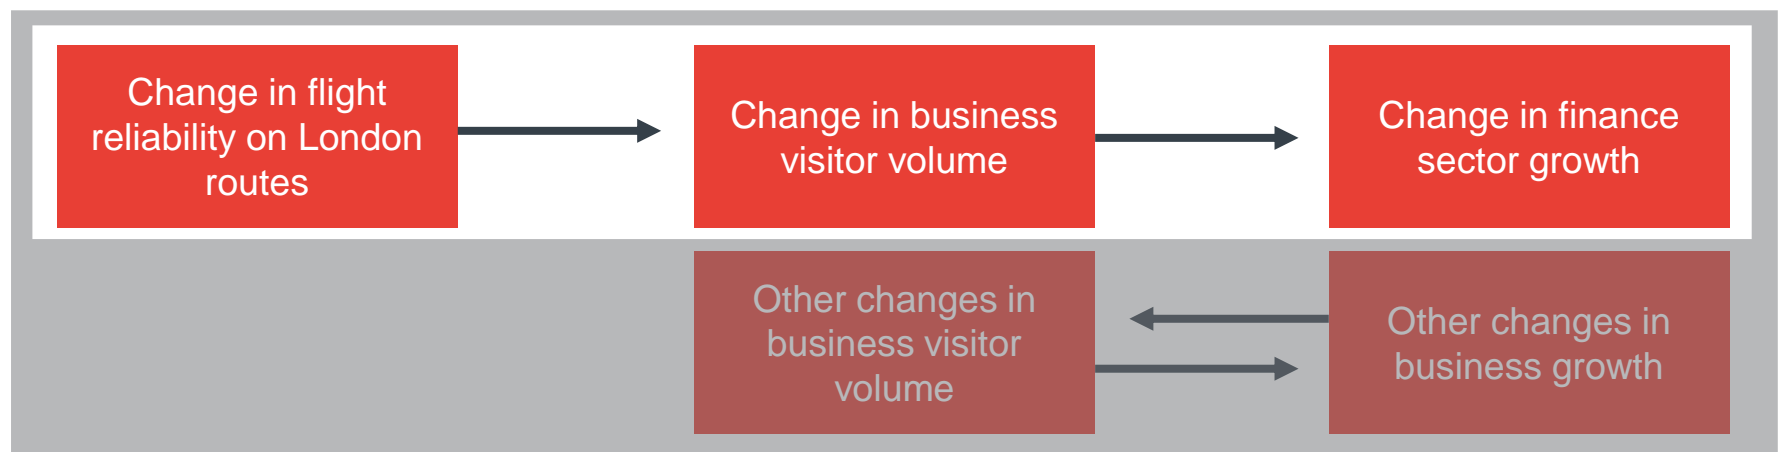 Change in flight
reliability on London
routes
Change in business
visitor volume
Change in finance
sector growth
Other changes in
business visitor
volume
Other changes in
business growth